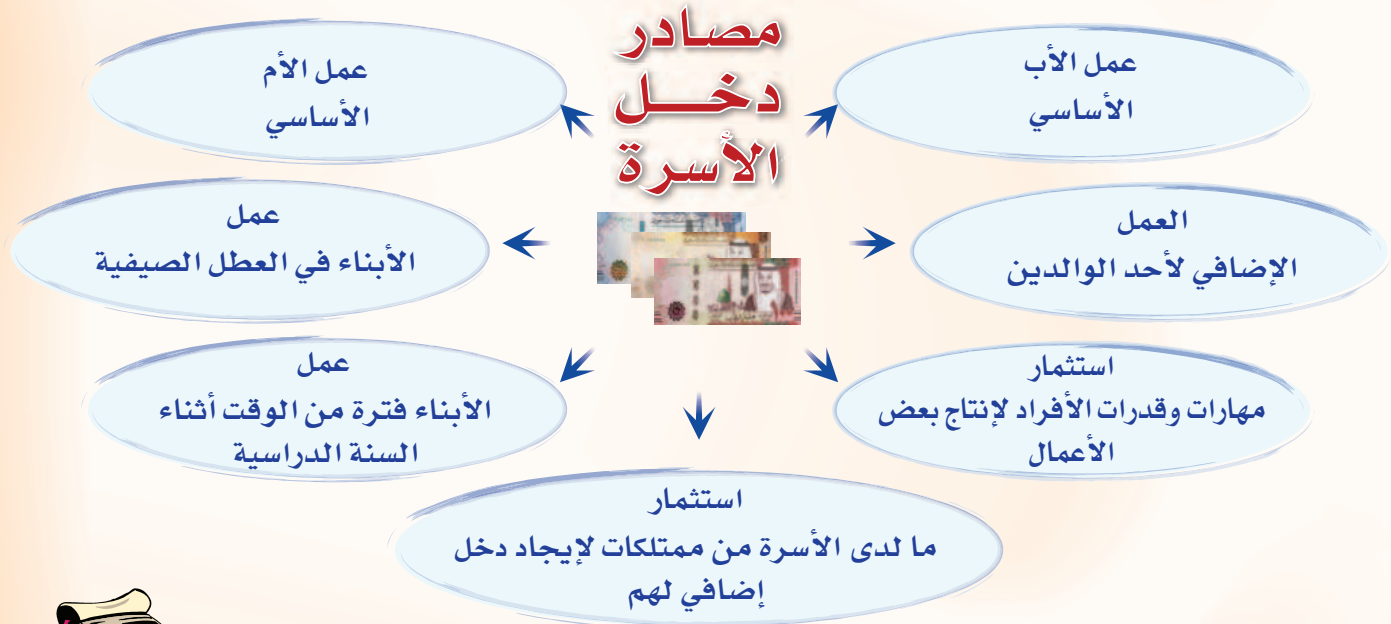 مصادر
دخل
الأسرة
عمل الأب
الأساسي
عمل الأم
الأساسي
العمل
الإضافي لأحد الوالدين
عمل
الأبناء في العطل الصيفية
استثمار
مهارات وقدرات الأفراد لإنتاج بعض
الأعمال
عمل
الأبناء فترة من الوقت أثناء
السنة الدراسية
استثمار
ما لدى الأسرة من ممتلكات لإيجاد دخل
إضافي لهم